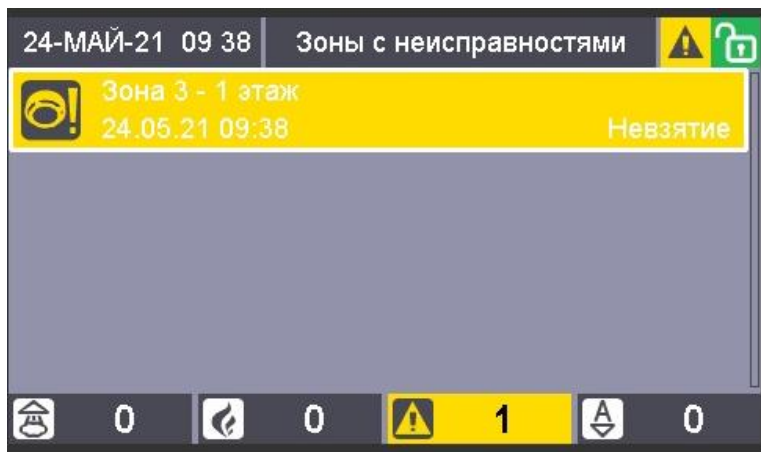 24-МАЙ-21 09 38 Зоны с неисправностями
Зона 3 - 1 этаж
24.05.21 09:38 Невзятие
0 0 1 A 0